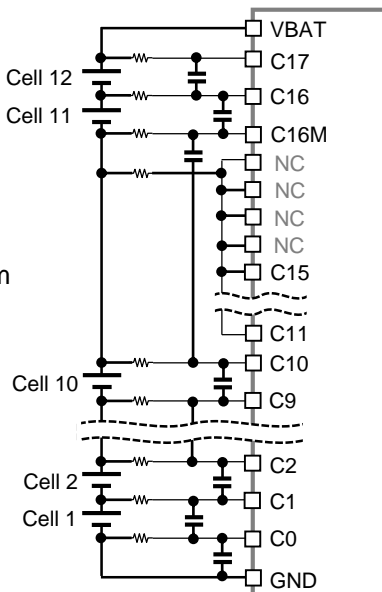 VBAT
C17
Cell 12
C16
Cell 11
C16M
NC
NC
NC
NC
m
C15
C11
C10
Cell 10
C9
C2
Cell 2
C1
Cell 1
C0
GND